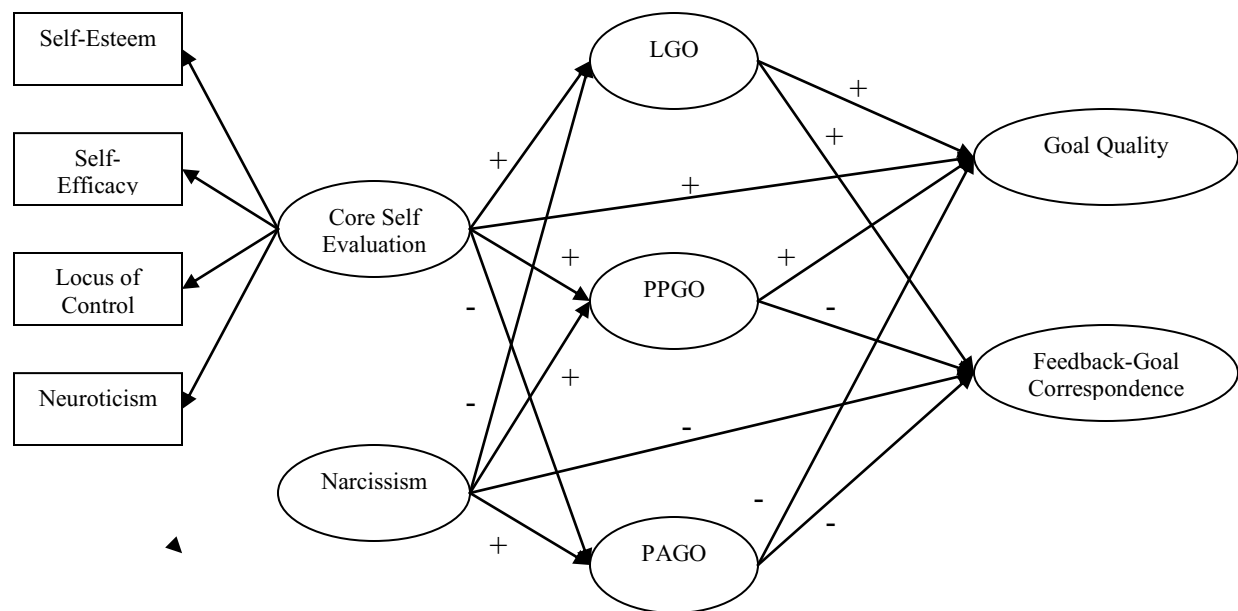 Self-Esteem
Self-
Efficacy
Locus of
Control
Neuroticism
Core Self
Evaluation
Narcissism
LGO
PPGO
PAGO
Goal Quality
Feedback-Goal
Correspondence
+
+
+
+
+
+
-
-
+
-
-
+
-
-